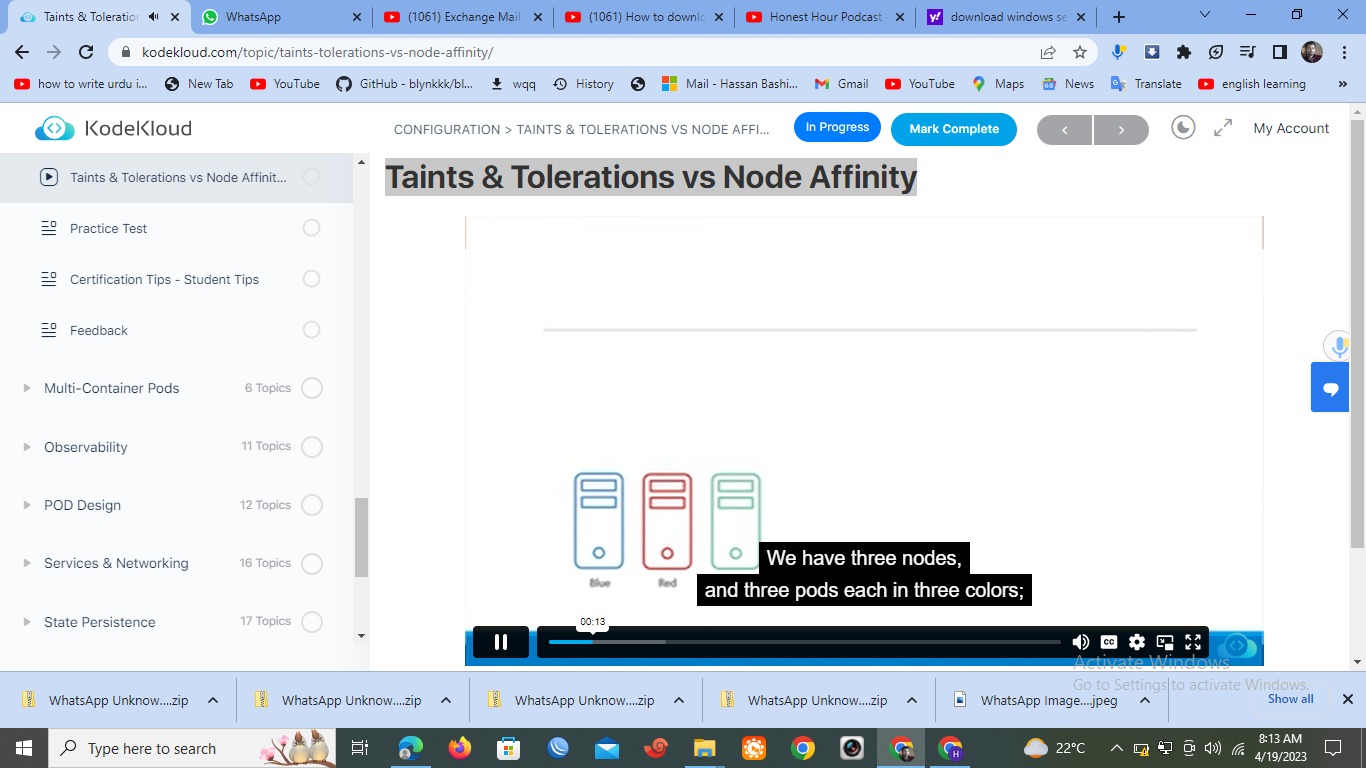 Taints & Toleration
WhatsApp
(1061) Exchange Mail
(1061) How to downlo
Honest Hour Podcast
download windows se
kodekloud.com/topic/taints-tolerations-vs-node-affinity/
how to write urdu i...
New Tab
YouTube
GitHub - blynkkk/bl...
wqq
History
Mail - Hassan Bashi...
Gmail
YouTube
Maps
News
Translate
english learning
»
KodeKloud
CONFIGURATION > TAINTS & TOLERATIONS VS NODE AFFI...
In Progress
Mark Complete
My Account
Taints & Tolerations vs Node Affinit...
Practice Test
Certification Tips - Student Tips
Feedback
Multi-Container Pods 6 Topics
Observability 11 Topics
POD Design 12 Topics
Services & Networking 16 Topics
State Persistence 17 Topics
Taints & Tolerations vs Node Affinity
Blue
Red
We have three nodes,
and three pods each in three colors;
00:13
CC
Activate Windows
Go to Settings to activate Windows.
WhatsApp Unknow....zip
WhatsApp Unknow....zip
WhatsApp Unknow....zip
WhatsApp Unknow....zip
WhatsApp Image....jpeg
Show all
Type here to search
22°C
8:13 AM
4/19/2023